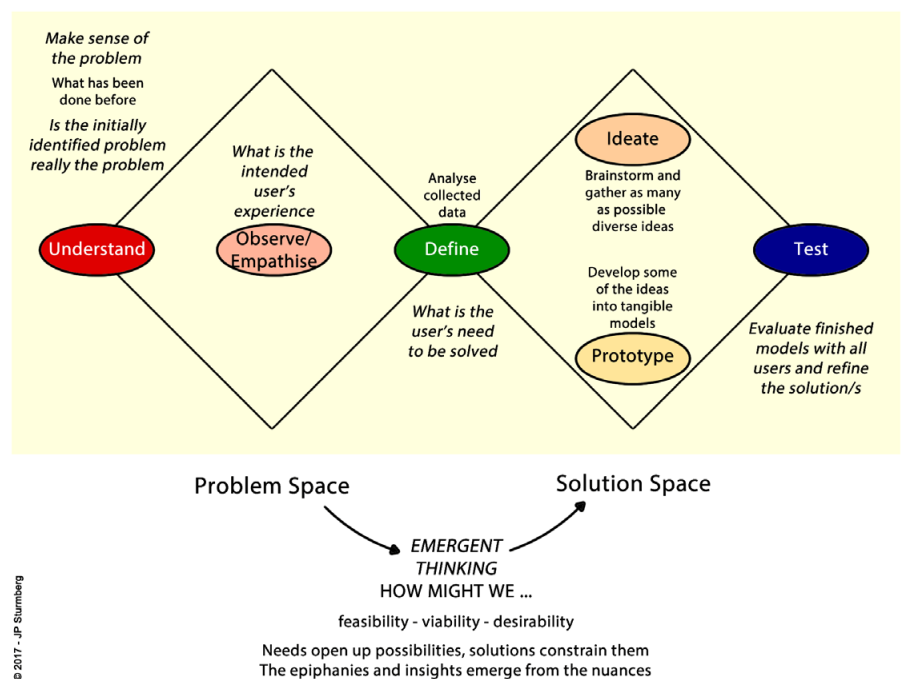 Make sense of
the problem
What has been
done before
Is the initially
identified problem
really the problem
Understand
What is the
intended
user's
experience
Observe/
Empathise
Analyse
collected
data
Define
What is the
user's need
to be solved
Ideate
Brainstorm and
gather as many
as possible
diverse ideas
Develop some
of the ideas
into tangible
models
Prototype
Test
Evaluate finished
models with all
users and refine
the solution/s
Problem Space
Solution Space
EMERGENT
THINKING
HOW MIGHT WE ...
feasibility - viability - desirability
Needs open up possibilities, solutions constrain them
The epiphanies and insights emerge from the nuances
© 2017 - JP Sturmberg